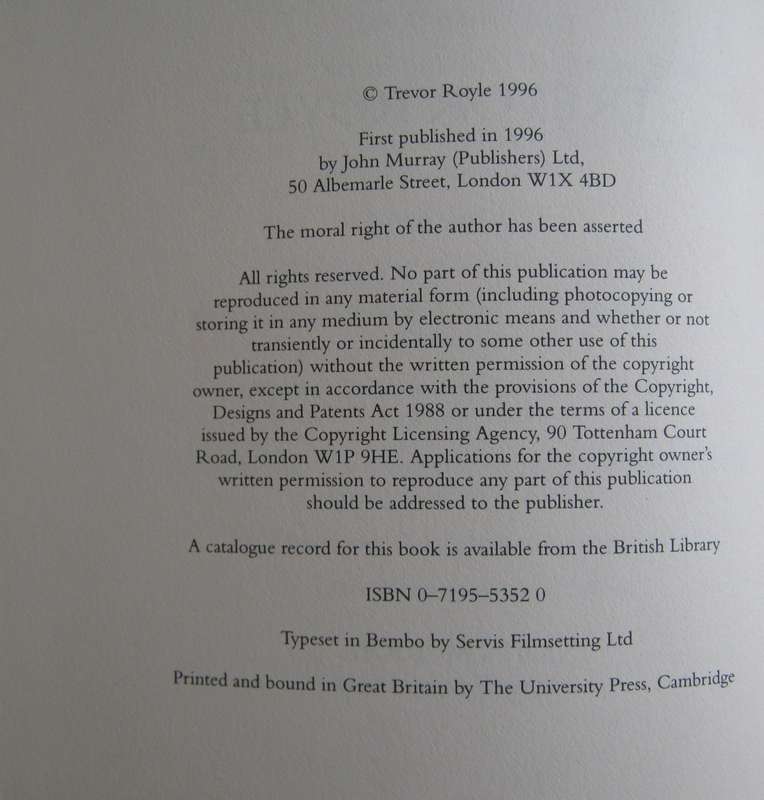 © Trevor Royle 1996
First published in 1996
by John Murray (Publishers) Ltd,
50 Albemarle Street, London W1X 4BD
The moral right of the author has been asserted
All rights reserved. No part of this publication may be
reproduced in any material form (including photocopying or
storing it in any medium by electronic means and whether or not
transiently or incidentally to some other use of this
publication) without the written permission of the copyright
owner, except in accordance with the provisions of the Copyright,
Designs and Patents Act 1988 or under the terms of a licence
issued by the Copyright Licensing Agency, 90 Tottenham Court
Road, London W1P 9HE. Applications for the copyright owner's
written permission to reproduce any part of this publication
should be addressed to the publisher.
A catalogue record for this book is available from the British Library
ISBN 0–7195–5352 0
Typeset in Bembo by Servis Filmsetting Ltd
Printed and bound in Great Britain by The University Press, Cambridge